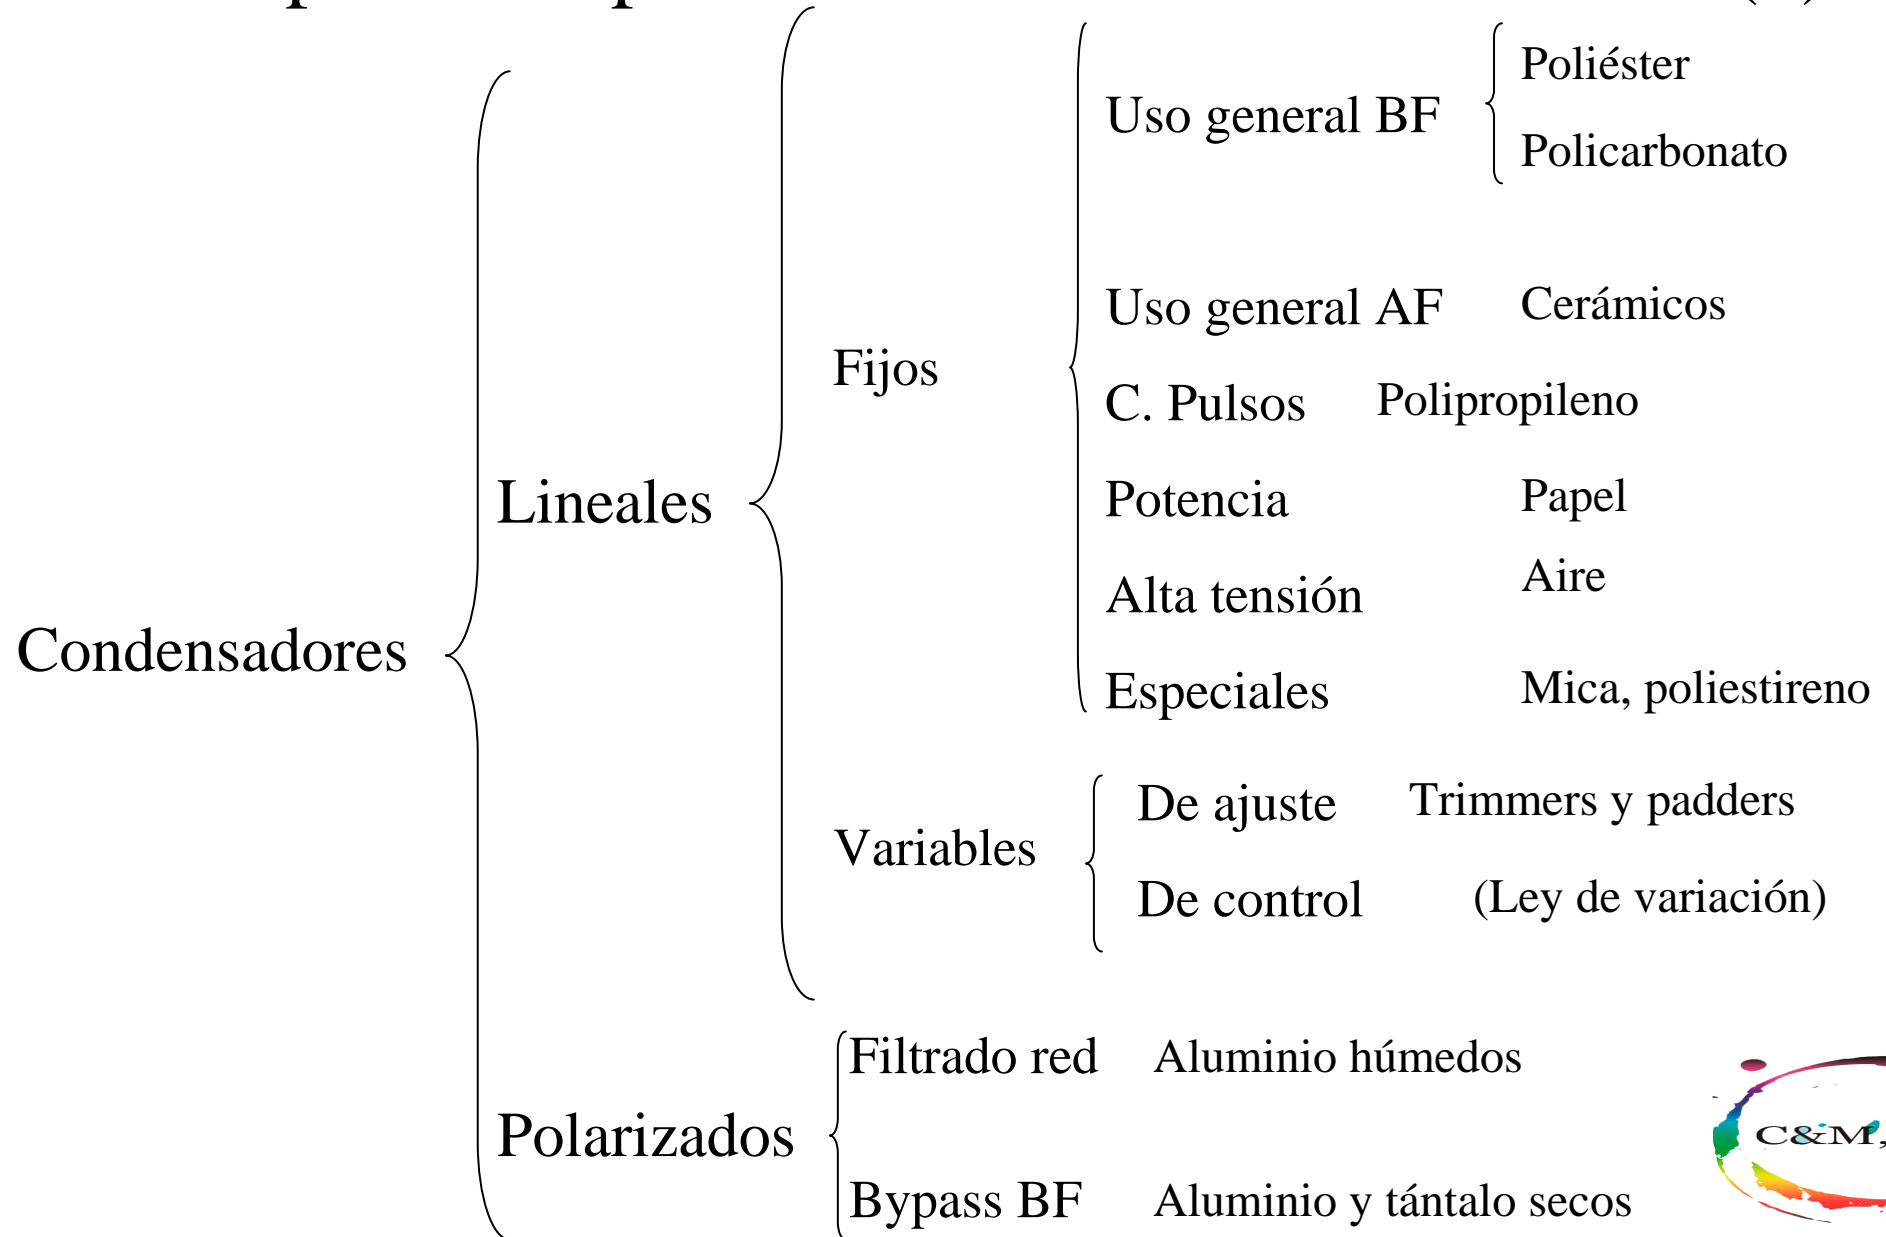 Poliéster
Uso general BF
Policarbonato
Uso general AF Cerámicos
Fijos
C. Pulsos Polipropileno
Lineales
Potencia Papel
Alta tensión Aire
Condensadores
Especiales Mica, poliestireno
De ajuste Trimmers y padders
Variables
De control (Ley de variación)
Filtrado red Aluminio húmedos
Polarizados
C&M,
Bypass BF Aluminio y tántalo secos